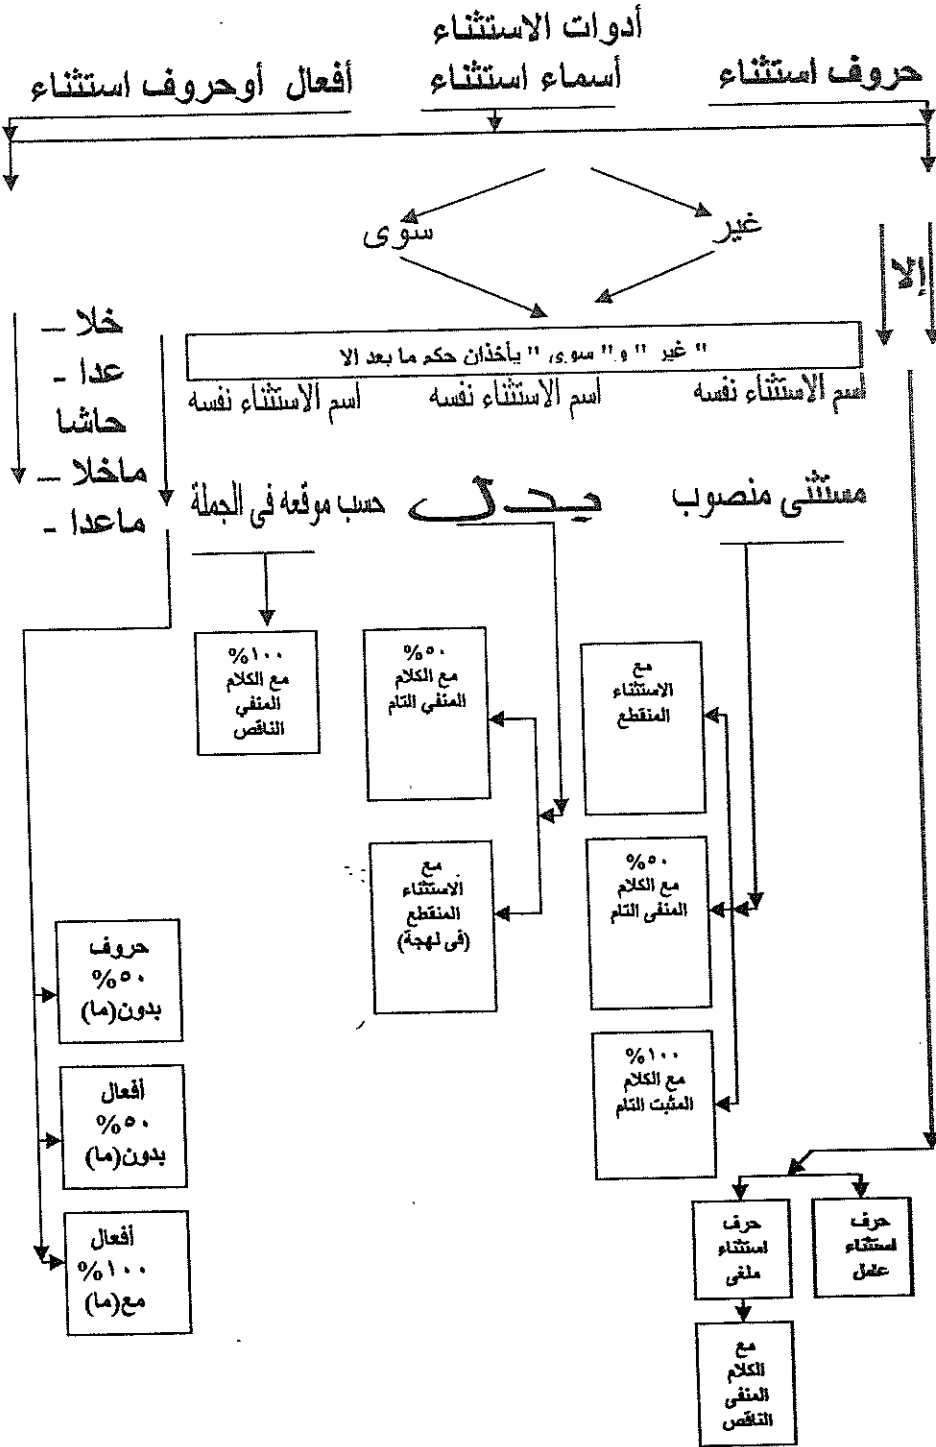 أدوات الاستثناء
حروف استثناء
أسماء استثناء
أفعال أوحروف استثناء
غير
سوى
إلا
" غير " و " سوى " يأخذان حكم ما بعد الا
اسم الاستثناء نفسه
اسم الاستثناء نفسه
اسم الاستثناء نفسه
خلا –
عدا -
حاشا
ماخلا –
ماعدا -
مستثنى منصوب
بدل
حسب موقعه فى الجملة
مع
الاستثناء
المنقطع
%٥٠
مع الكلام
المنفى التام
%١٠٠
مع الكلام
المثبت التام
%٥٠
مع الكلام
المنفي التام
مع
الاستثناء
المنقطع
(فى لهجة)
%١٠٠
مع الكلام
المنفي
الناقص
حروف
%٥٠
بدون(ما)
أفعال
%٥٠
بدون(ما)
أفعال
%١٠٠
مع(ما)
حرف
استثناء
عامل
حرف
استثناء
ملغى
مع
الكلام
المنفى
الناقص